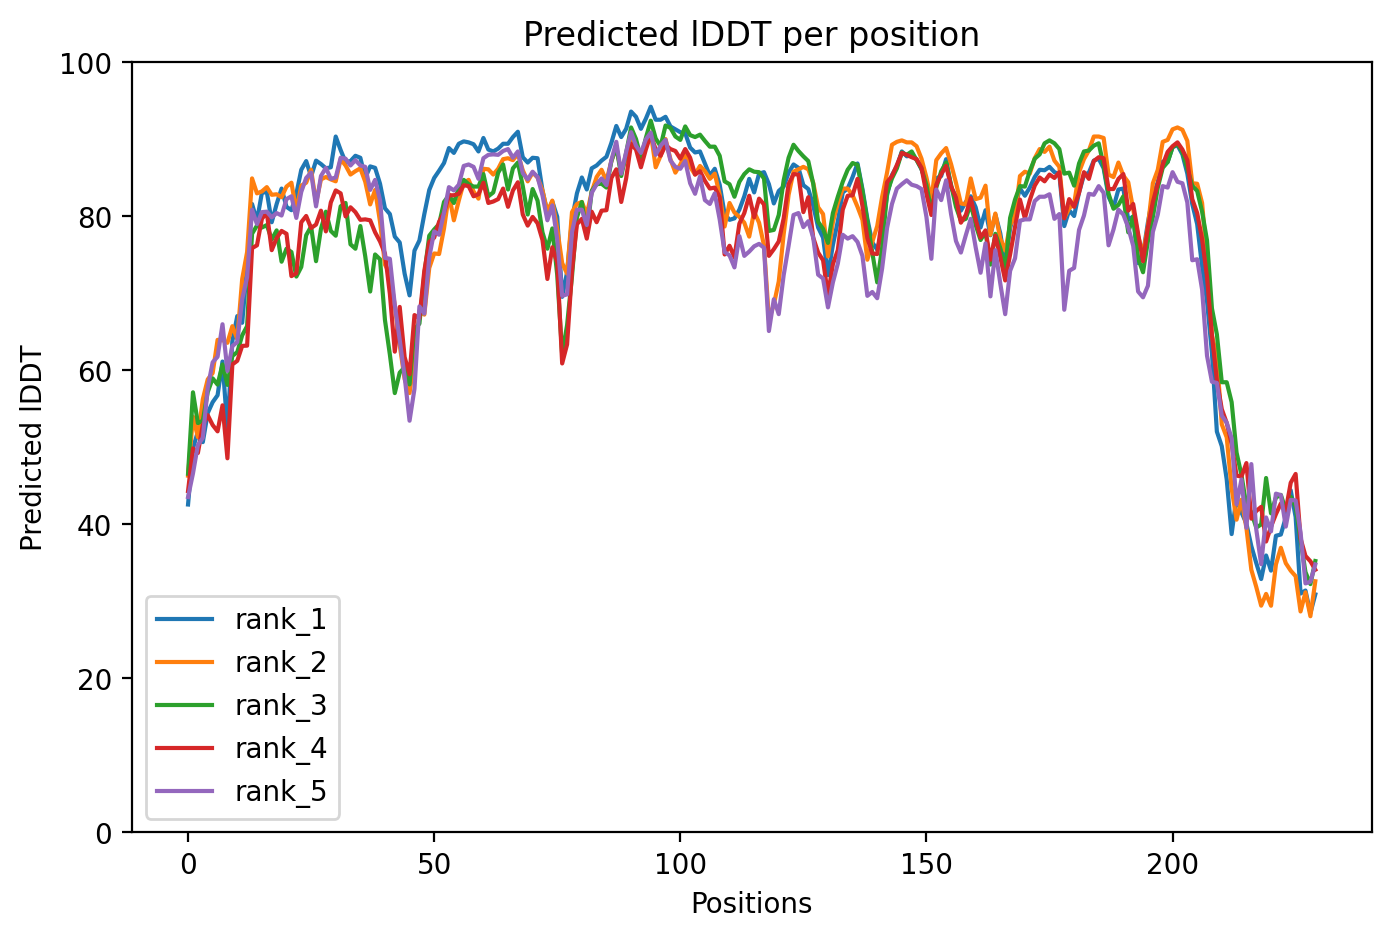 Predicted lDDT per position
100
80
60
40
20
0
Predicted lDDT
rank_1
rank_2
rank_3
rank_4
rank_5
0 50 100 150 200
Positions